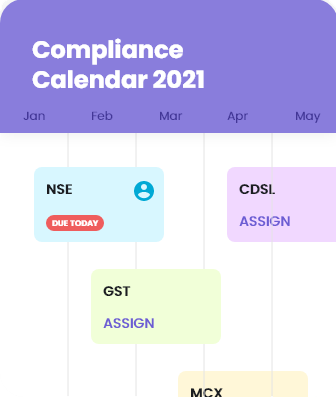 Compliance
Calendar 2021
Jan Feb Mar Apr May
NSE
DUE TODAY
CDSL
ASSIGN
GST
ASSIGN
MCX